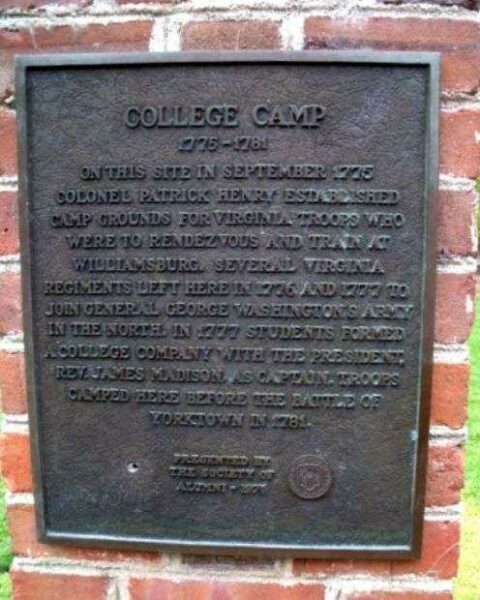 COLLEGE CAMP
1775-1781
ON THIS SITE IN SEPTEMBER 1775
COLONEL PATRICK HENRY ESTABLISHED
CAMP GROUNDS FOR VIRGINIA TROOPS WHO
WERE TO RENDEZVOUS AND TRAIN AT
WILLIAMSBURG. SEVERAL VIRGINIA
REGIMENTS LEFT HERE IN 1776 AND 1777 TO
JOIN GENERAL GEORGE WASHINGTON'S ARMY
IN THE NORTH. IN 1777 STUDENTS FORMED
A COLLEGE COMPANY WITH THE PRESIDENT,
REV. JAMES MADISON, AS CAPTAIN. TROOPS
CAMPED HERE BEFORE THE BATTLE OF
YORKTOWN IN 1781.
PRESENTED BY
THE SOCIETY OF
ALUMNI -